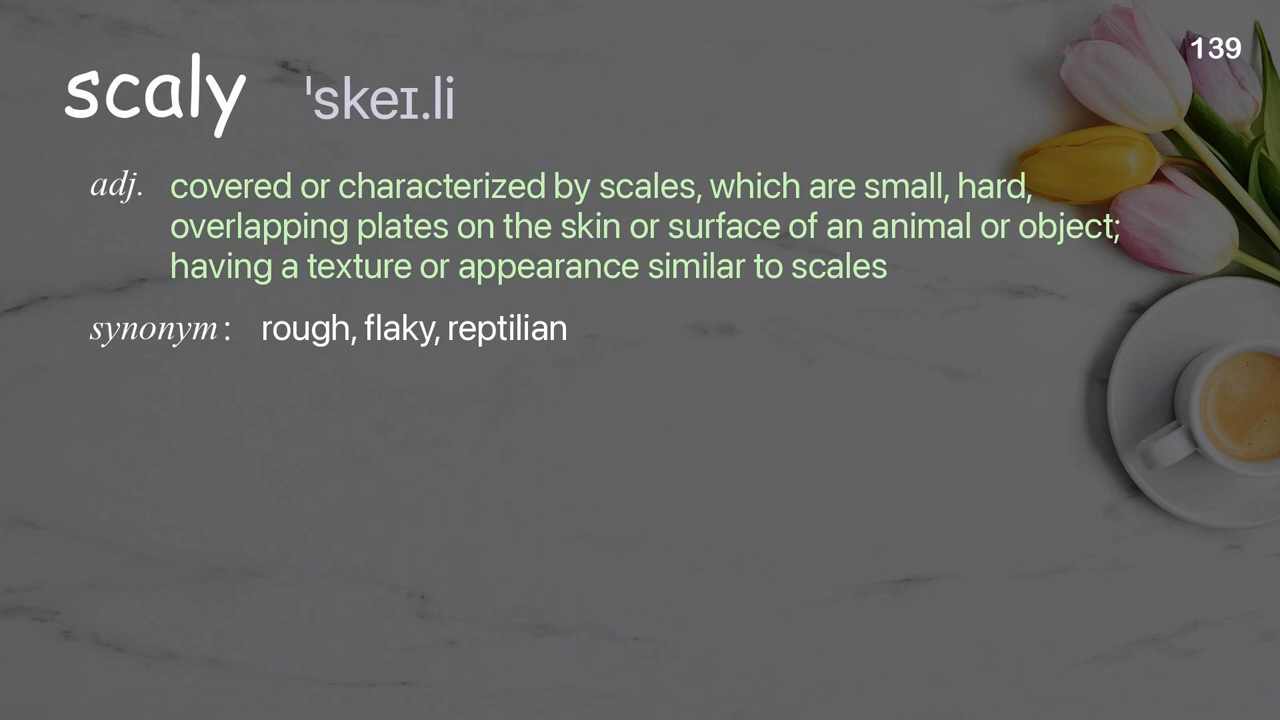 139
scaly ˈskeɪ.li
adj. covered or characterized by scales, which are small, hard,
overlapping plates on the skin or surface of an animal or object;
having a texture or appearance similar to scales
synonym: rough, flaky, reptilian